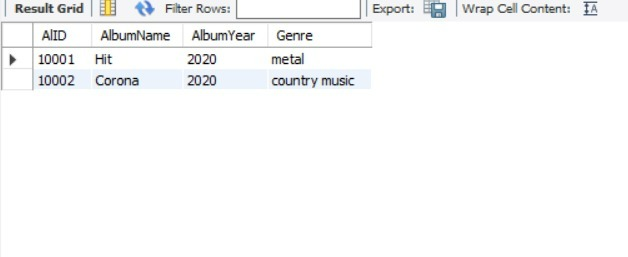 Result Grid Filter Rows: Export: Wrap Cell Content: IA
AlID AlbumName AlbumYear Genre
10001 Hit 2020 metal
10002 Corona 2020 country music